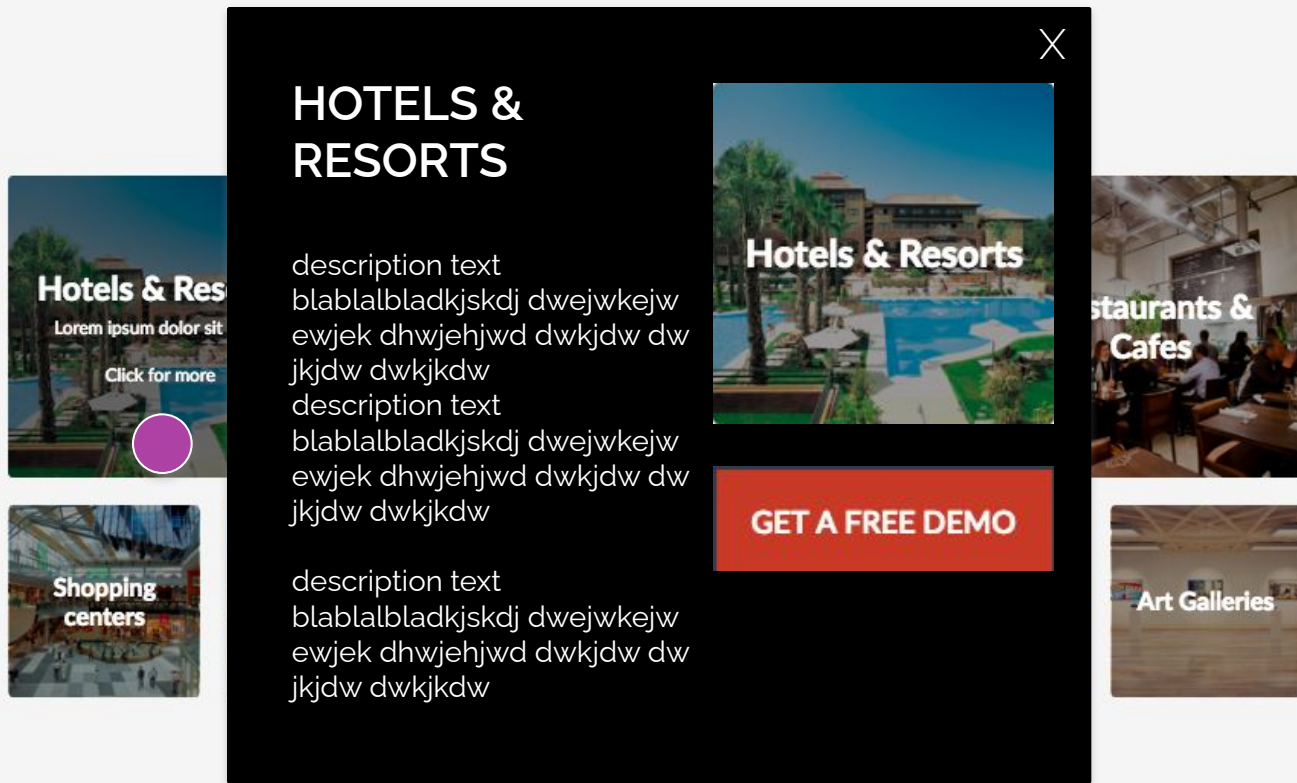 X
HOTELS &
RESORTS
description text
blablalbladkjskdj dwejwkejw
ewjek dhwjehjwd dwkjdw dw
jkjdw dwkjkdw
description text
blablalbladkjskdj dwejwkejw
ewjek dhwjehjwd dwkjdw dw
jkjdw dwkjkdw
description text
blablalbladkjskdj dwejwkejw
ewjek dhwjehjwd dwkjdw dw
jkjdw dwkjkdw
Hotels & Resorts
GET A FREE DEMO
Hotels & Res
Lorem ipsum dolor sit
Click for more
Shopping
centers
staurants &
Cafes
Art Galleries